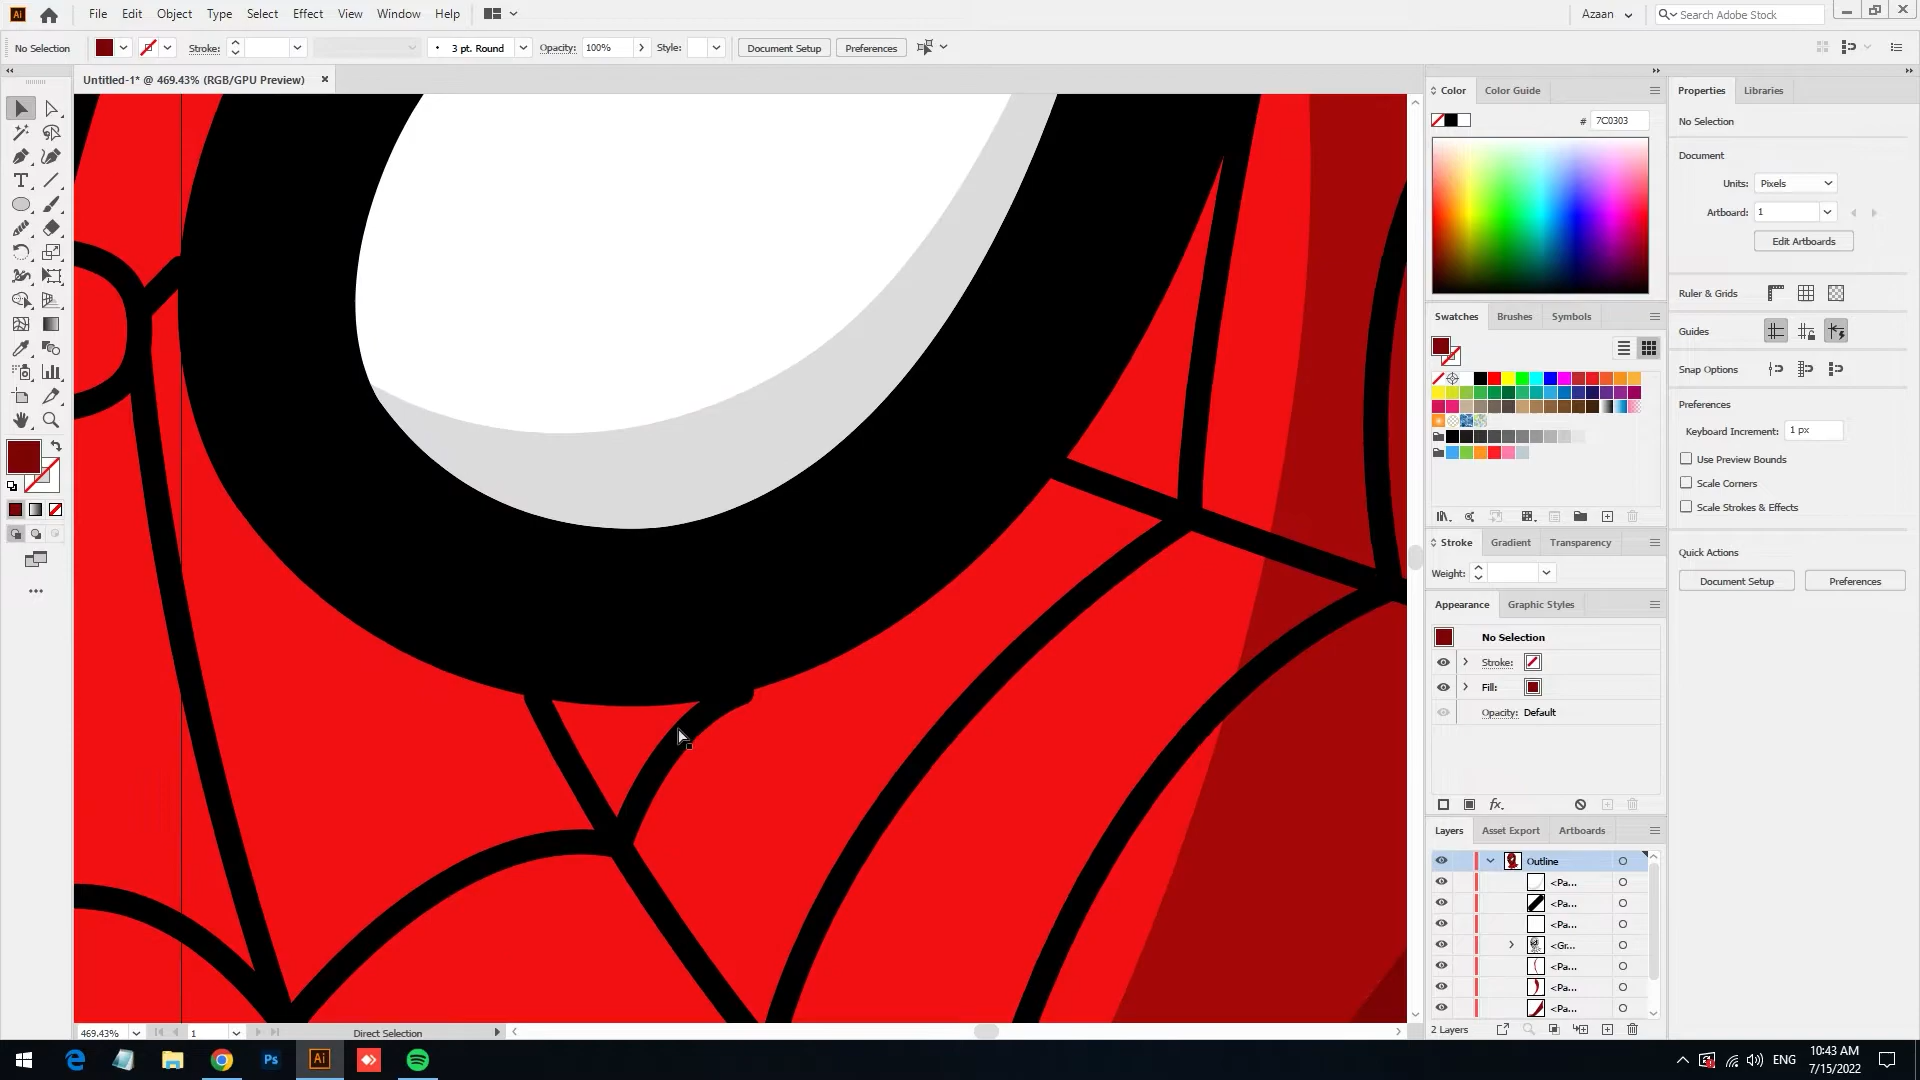 Ai File Edit Object Type Select Effect View Window Help Azaan Search Adobe Stock
No Selection Stroke: 3 pt. Round Opacity: 100% Style: Document Setup Preferences
Untitled-1* @ 469.43% (RGB/GPU Preview)
Color Color Guide
# 7C0303
Swatches Brushes Symbols
Stroke Gradient Transparency
Weight:
Appearance Graphic Styles
No Selection
Stroke:
Fill:
Opacity: Default
fx.
Layers Asset Export Artboards
Outline
<Pa...
<Pa...
<Pa...
<Gr...
<Pa...
<Pa...
<Pa...
2 Layers
Properties Libraries
No Selection
Document
Units: Pixels
Artboard: 1
Edit Artboards
Ruler & Grids
Guides
Snap Options
Preferences
Keyboard Increment: 1 px
Use Preview Bounds
Scale Corners
Scale Strokes & Effects
Quick Actions
Document Setup Preferences
469.43% 1 Direct Selection
Ps Ai ENG 10:43 AM
7/15/2022